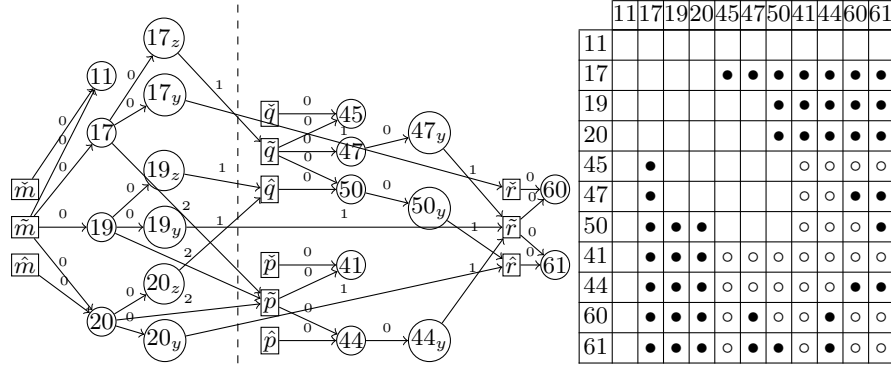 17z
11
17y
17
19z
19
19y
20z
20
20y
m̌
m̃
m̂
q̌
q̃
q̂
p̌
p̃
p̂
45
47
47y
50
50y
41
44
44y
ř
r̃
r̂
60
61
0 0 0 0 0 0 0 0 0 0 0 0
1 1 1 1 2 2 2 1
0 0 0 0 0 0 0 0 0 0 0 0
1 1 1 0 0 0 0
11 17 19 20 45 47 50 41 44 60 61
11
17 ● ● ● ● ● ● ●
19 ● ● ● ● ●
20 ● ● ● ● ●
45 ● ○ ○ ○ ○
47 ● ○ ○ ● ●
50 ● ● ● ○ ○ ○ ●
41 ● ● ● ○ ○ ○ ○ ○ ○ ○
44 ● ● ● ○ ○ ○ ○ ○ ● ●
60 ● ● ● ○ ● ○ ○ ● ○ ○
61 ● ● ● ○ ● ● ○ ● ○ ○